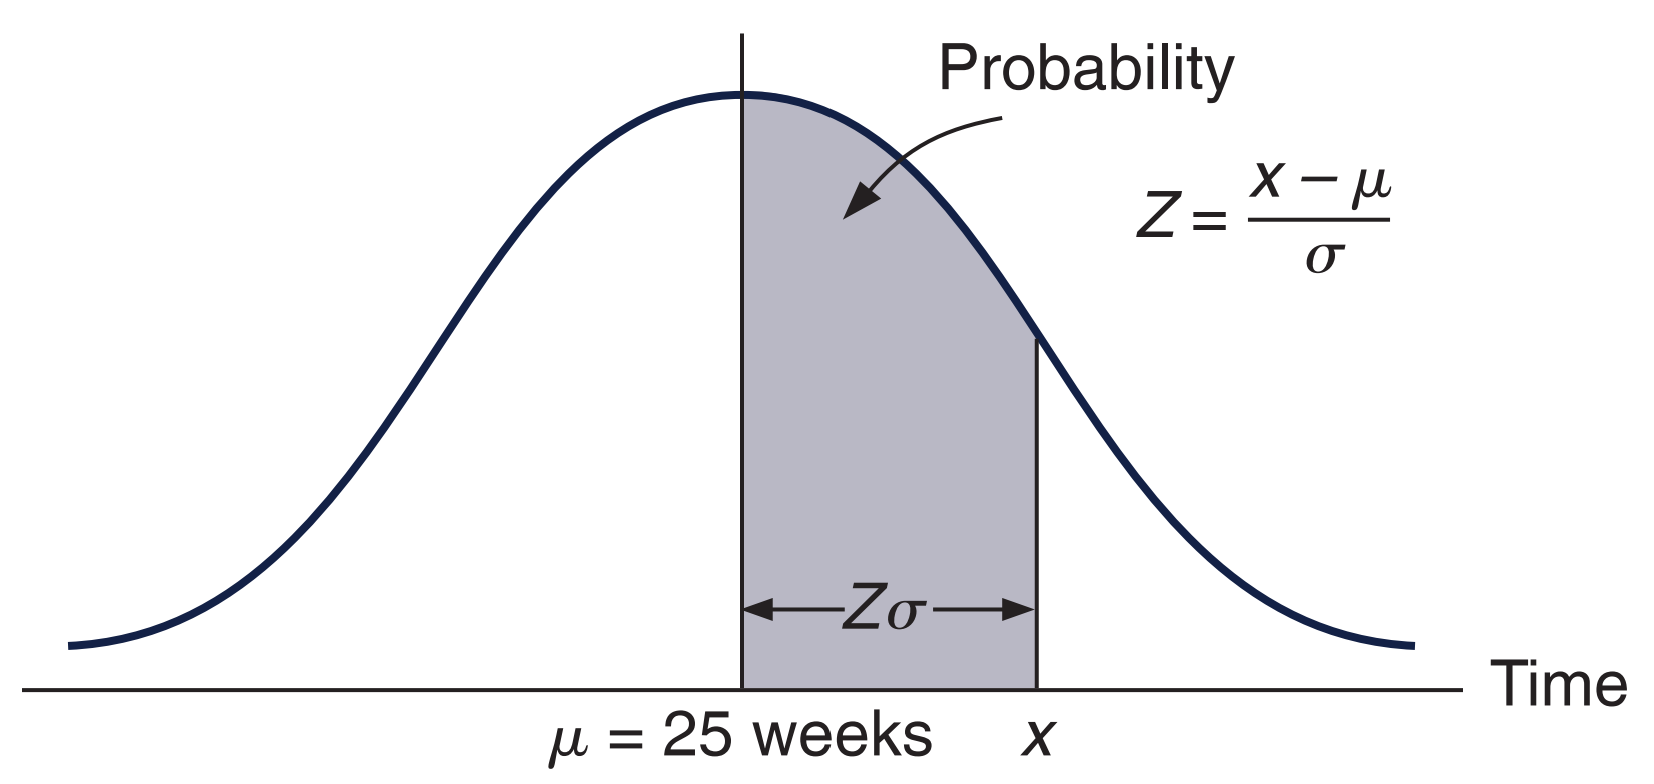 Probability
Z = x – μ / σ
Zσ
Time
μ = 25 weeks
x